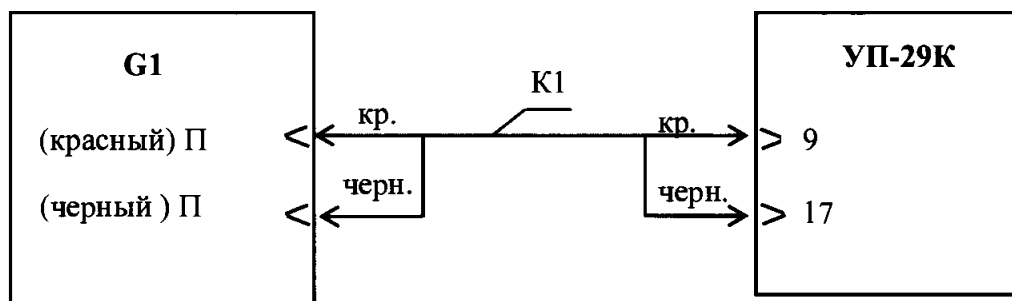 G1
УП-29К
К1
(красный) П
кр.
кр.
9
(черный ) П
черн.
черн.
17